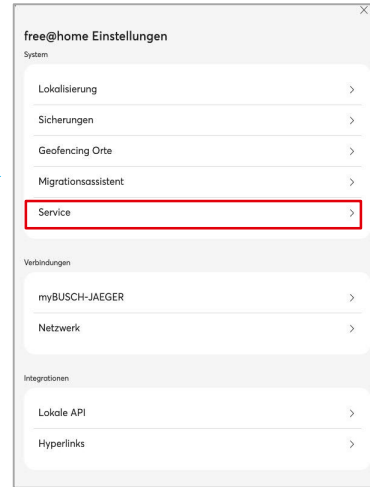 free@home Einstellungen
System
Lokalisierung
Sicherungen
Geofencing Orte
Migrationsassistent
Service
Verbindungen
myBUSCH-JAEGER
Netzwerk
Integrationen
Lokale API
Hyperlinks